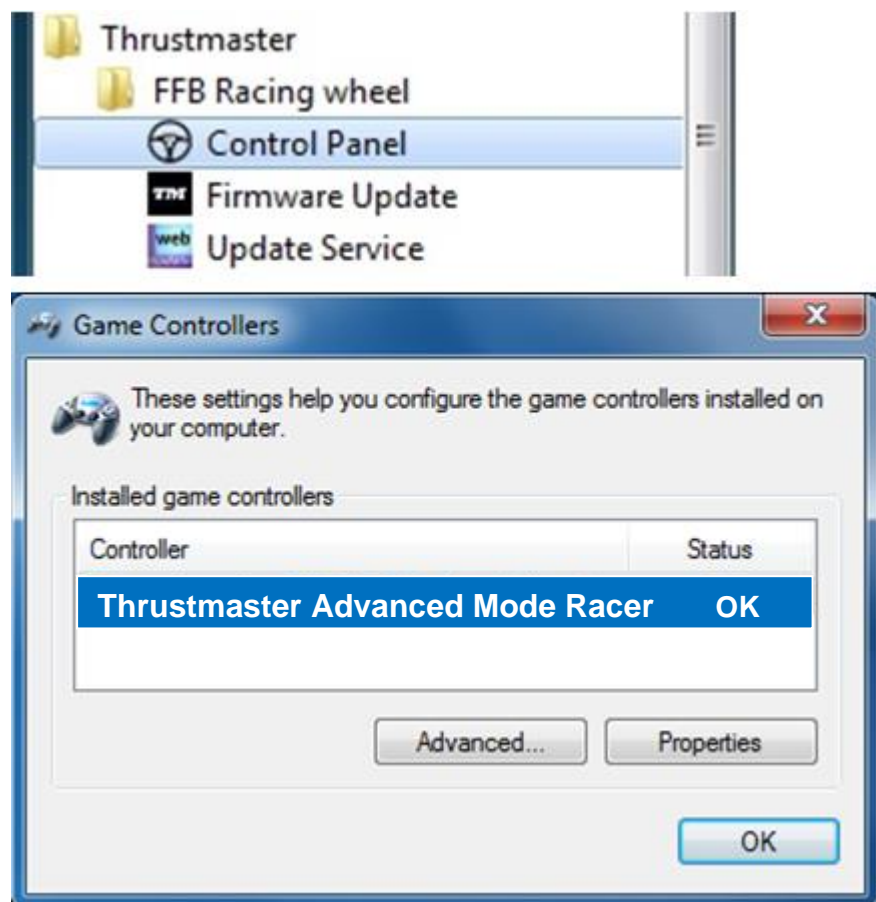 Thrustmaster
FFB Racing wheel
Control Panel
TM Firmware Update
web Update Service
Game Controllers
These settings help you configure the game controllers installed on
your computer.
Installed game controllers
Controller Status
Thrustmaster Advanced Mode Racer OK
Advanced... Properties
OK